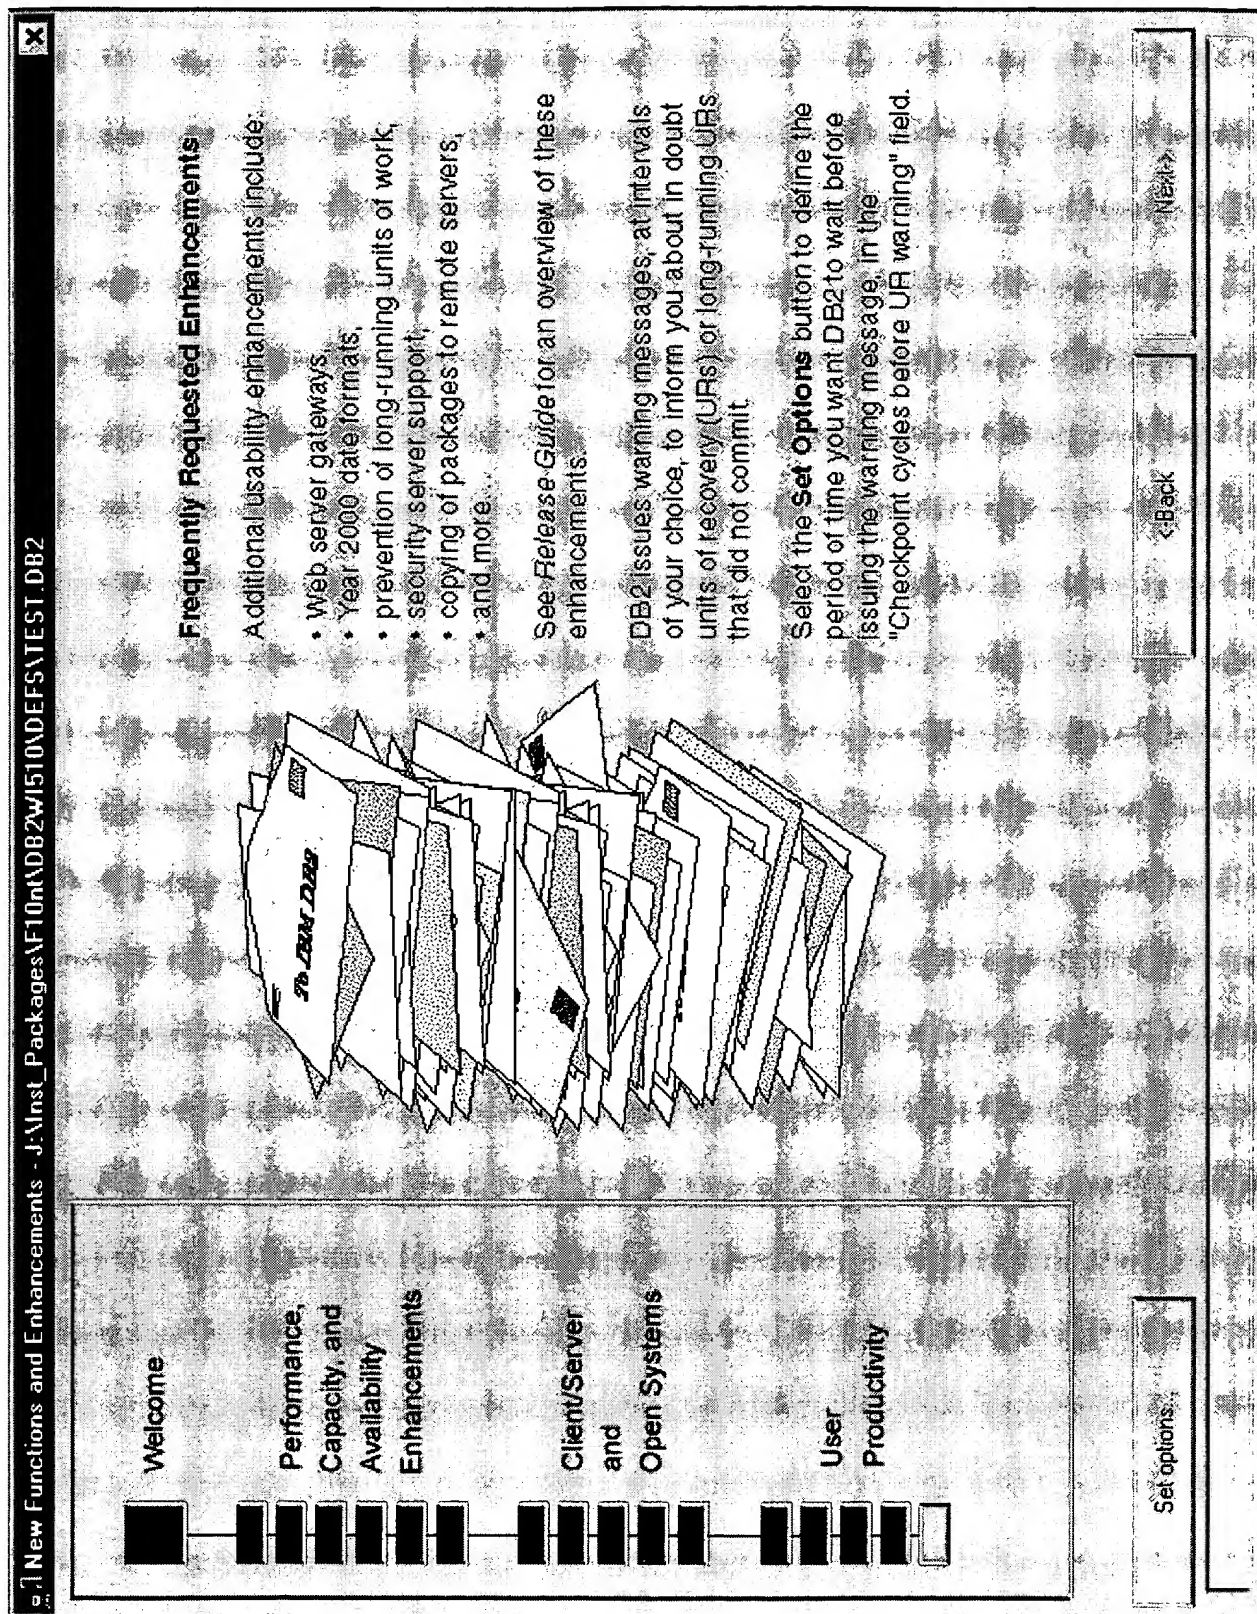 New Functions and Enhancements - J:\Inst_Packages\F10nt\DB2WI510\DEFS\TEST.DB2
Welcome
Performance,
Capacity, and
Availability
Enhancements
Client/Server
and
Open Systems
User
Productivity
To IBM DB2
Frequently Requested Enhancements
Additional usability enhancements include:
• Web server gateways,
• Year 2000 date formats,
• prevention of long-running units of work,
• security server support,
• copying of packages to remote servers,
• and more...
See Release Guide for an overview of these
enhancements.
DB2 issues warning messages, at intervals
of your choice, to inform you about in doubt
units of recovery (URs) or long-running URs
that did not commit.
Select the Set Options button to define the
period of time you want DB2 to wait before
issuing the warning message, in the
"Checkpoint cycles before UR warning" field.
Set options...
<Back
Next>